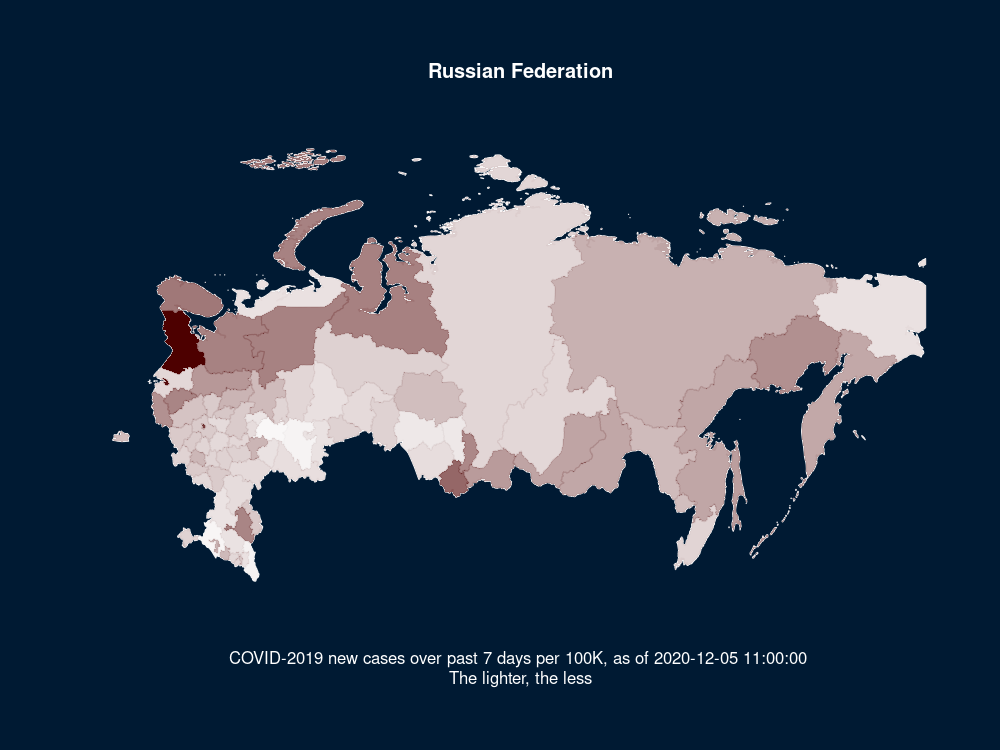 Russian Federation
COVID-2019 new cases over past 7 days per 100K, as of 2020-12-05 11:00:00
The lighter, the less